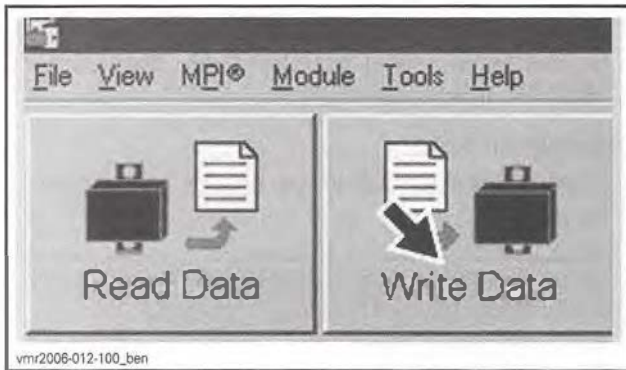 File View MPI® Module Tools Help
Read Data Write Data
vmr2006-012-100_ben